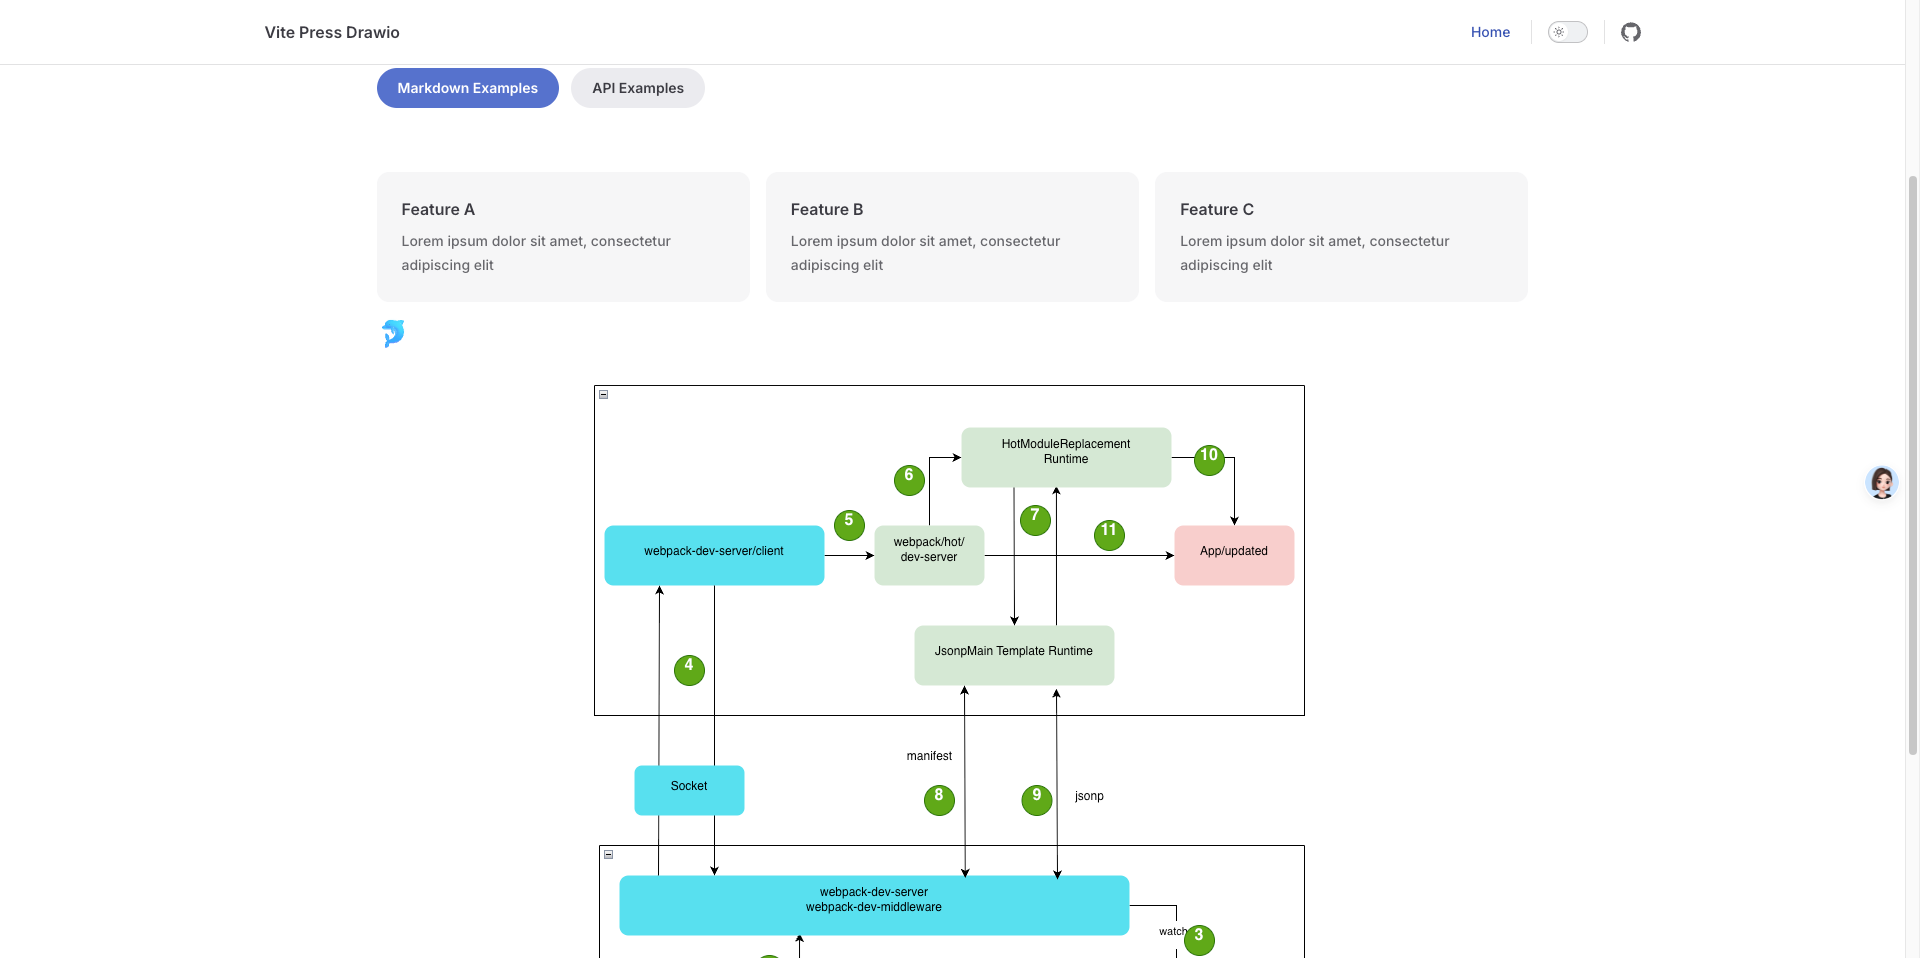 Vite Press Drawio
Home
Markdown Examples
API Examples
Feature A
Lorem ipsum dolor sit amet, consectetur
adipiscing elit
Feature B
Lorem ipsum dolor sit amet, consectetur
adipiscing elit
Feature C
Lorem ipsum dolor sit amet, consectetur
adipiscing elit
HotModuleReplacement
Runtime
10
6
7
11
5
webpack-dev-server/client
webpack/hot/
dev-server
App/updated
4
JsonpMain Template Runtime
manifest
Socket
8
9
jsonp
webpack-dev-server
webpack-dev-middleware
watch
3